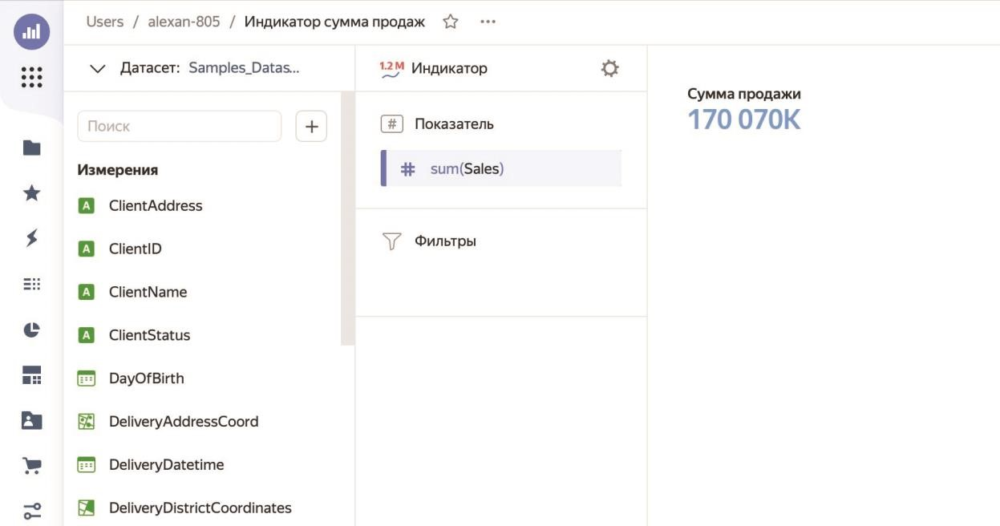 Users / alexan-805 / Индикатор сумма продаж
Датасет: Samples_Datas...
Поиск
Измерения
A ClientAddress
A ClientID
A ClientName
A ClientStatus
DayOfBirth
DeliveryAddressCoord
DeliveryDatetime
DeliveryDistrictCoordinates
1.2 M Индикатор
# Показатель
# sum(Sales)
Фильтры
Сумма продажи
170 070K